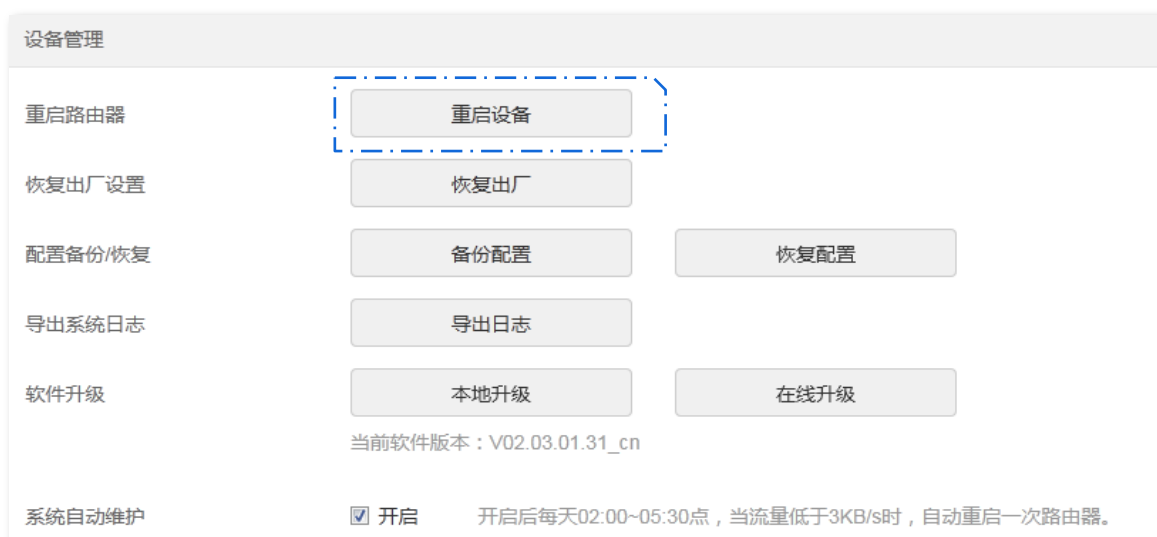 设备管理
重启路由器 重启设备
恢复出厂设置 恢复出厂
配置备份/恢复 备份配置 恢复配置
导出系统日志 导出日志
软件升级 本地升级 在线升级
当前软件版本：V02.03.01.31_cn
系统自动维护 开启 开启后每天02:00~05:30点，当流量低于3KB/s时，自动重启一次路由器。